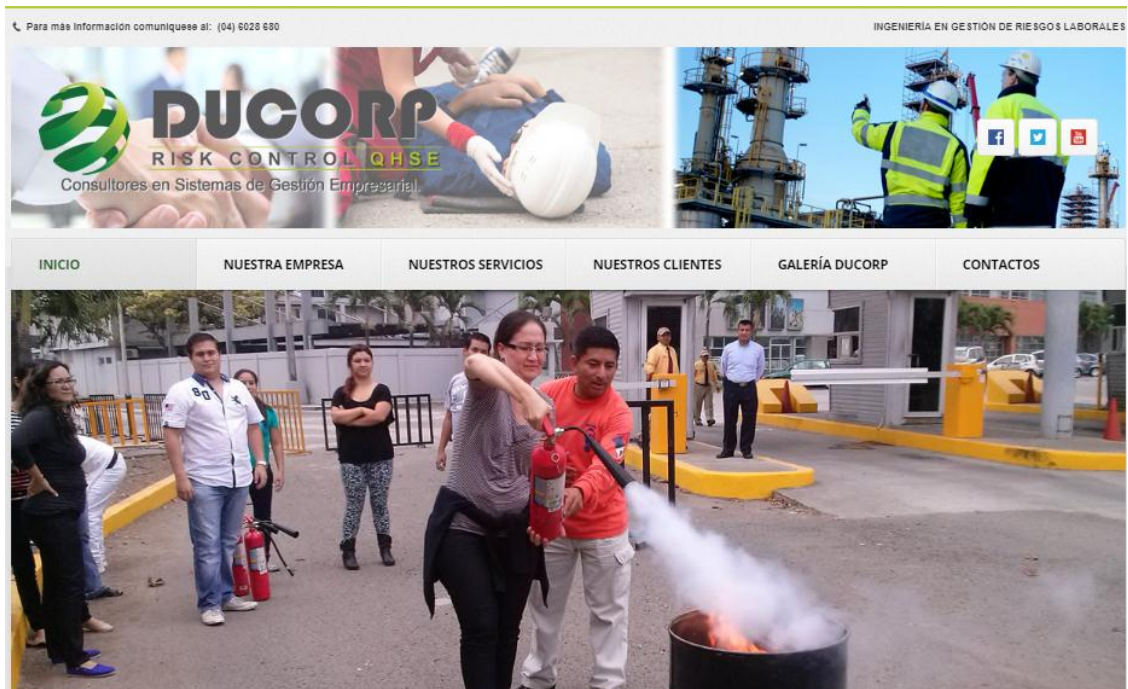 Para más Información comuniquese al: (04) 6028 680
INGENIERÍA EN GESTIÓN DE RIESGOS LABORALES
DUCORP
RISK CONTROL QHSE
Consultores en Sistemas de Gestión Empresarial.
INICIO
NUESTRA EMPRESA
NUESTROS SERVICIOS
NUESTROS CLIENTES
GALERÍA DUCORP
CONTACTOS